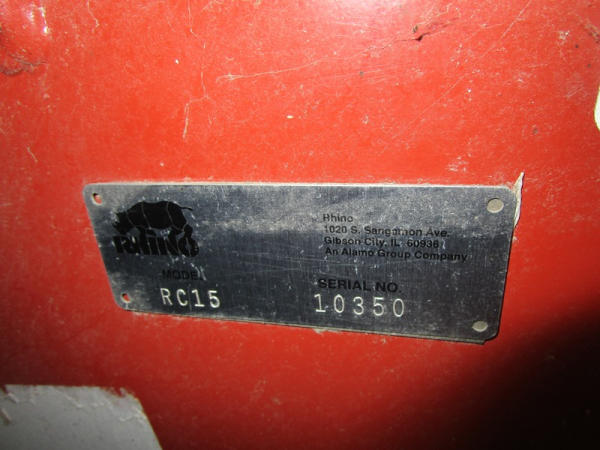 RHINO
Rhino
1020 S. Sangamon Ave.
Gibson City, IL 60936
An Alamo Group Company
MODEL
SERIAL NO.
RC15
10350